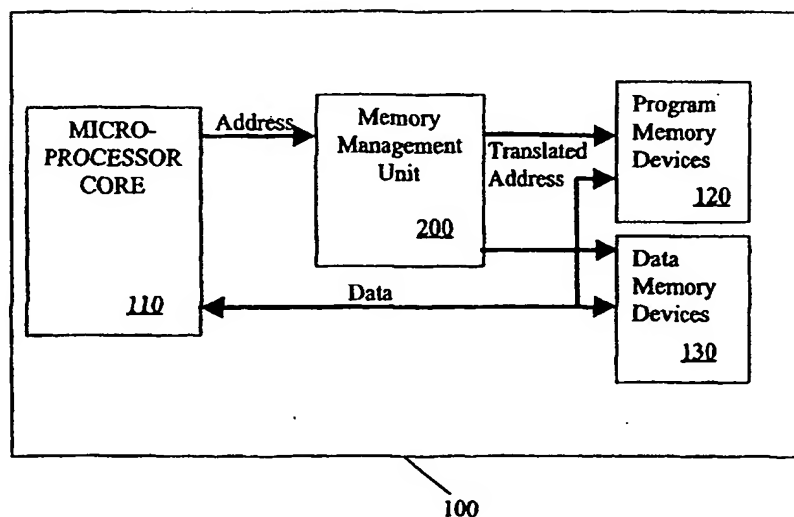 MICRO-
PROCESSOR
CORE
110
Address
Memory
Management
Unit
200
Translated
Address
Data
Program
Memory
Devices
120
Data
Memory
Devices
130
100